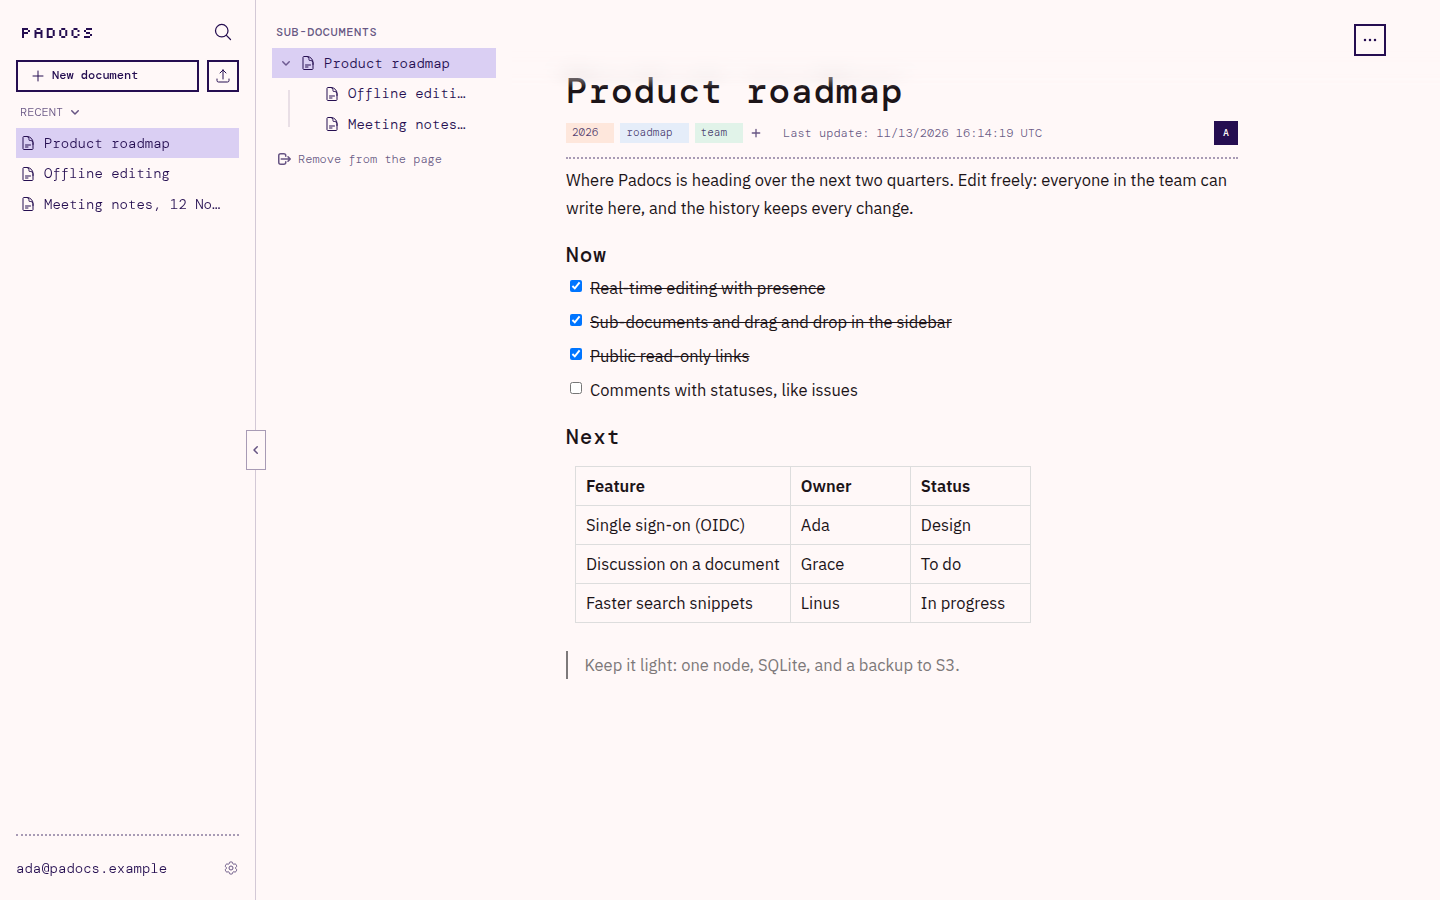 PADOCS
New document
RECENT
Product roadmap
Offline editing
Meeting notes, 12 No…
ada@padocs.example
SUB-DOCUMENTS
Product roadmap
Offline editi…
Meeting notes…
Remove from the page
Product roadmap
2026 roadmap team + Last update: 11/13/2026 16:14:19 UTC A
Where Padocs is heading over the next two quarters. Edit freely: everyone in the team can
write here, and the history keeps every change.
Now
Real-time editing with presence
Sub-documents and drag and drop in the sidebar
Public read-only links
Comments with statuses, like issues
Next
Feature Owner Status
Single sign-on (OIDC) Ada Design
Discussion on a document Grace To do
Faster search snippets Linus In progress
Keep it light: one node, SQLite, and a backup to S3.